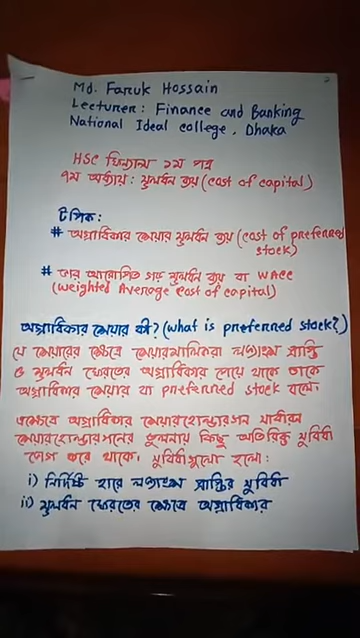 Md. Faruk Hossain
Lecturer: Finance and Banking
National Ideal college, Dhaka
HSC ফিন্যান্স ১ম পত্র
৭ম অধ্যায়: মূলধন ব্যয় (cost of capital)
টপিক:
# অগ্রাধিকার শেয়ার মূলধন ব্যয় (cost of preferred
stock)
# ভার আরোপিত গড় মূলধন ব্যয় বা WACC
(Weighted Average cost of capital)
অগ্রাধিকার শেয়ার কী? (what is preferred stock?)
যে শেয়ারের ক্ষেত্রে শেয়ারমালিকরা লভ্যাংশ প্রাপ্তি
ও মূলধন ফেরতের অগ্রাধিকার পেয়ে থাকে তাকে
অগ্রাধিকার শেয়ার বা preferred stock বলে।
এক্ষেত্রে অগ্রাধিকার শেয়ারহোল্ডারগন সাধারন
শেয়ারহোল্ডারগনের তুলনায় কিছু অতিরিক্ত সুবিধা
ভোগ করে থাকে। সুবিধাগুলো হলো:
i) নির্দিষ্ট হারে লভ্যাংশ প্রাপ্তির সুবিধা
ii) মূলধন ফেরতের ক্ষেত্রে অগ্রাধিকার